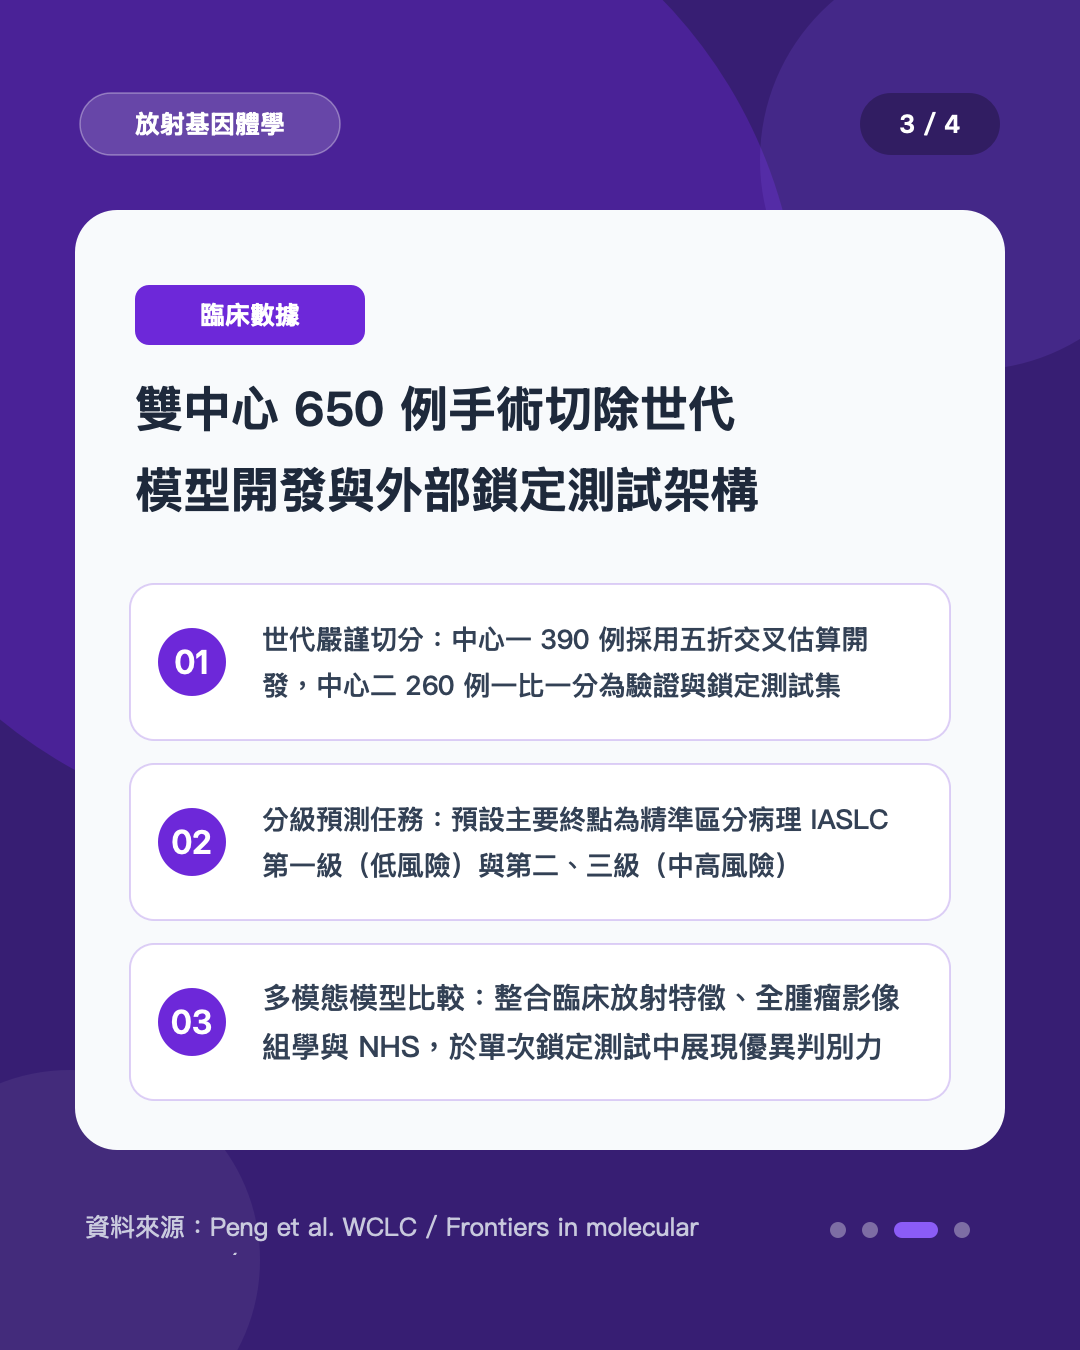 放射基因體學
3 / 4
臨床數據
雙中心 650 例手術切除世代
模型開發與外部鎖定測試架構
01
世代嚴謹切分：中心一 390 例採用五折交叉估算開
發，中心二 260 例一比一分為驗證與鎖定測試集
02
分級預測任務：預設主要終點為精準區分病理 IASLC
第一級（低風險）與第二、三級（中高風險）
03
多模態模型比較：整合臨床放射特徵、全腫瘤影像
組學與 NHS，於單次鎖定測試中展現優異判別力
資料來源：Peng et al. WCLC / Frontiers in molecular